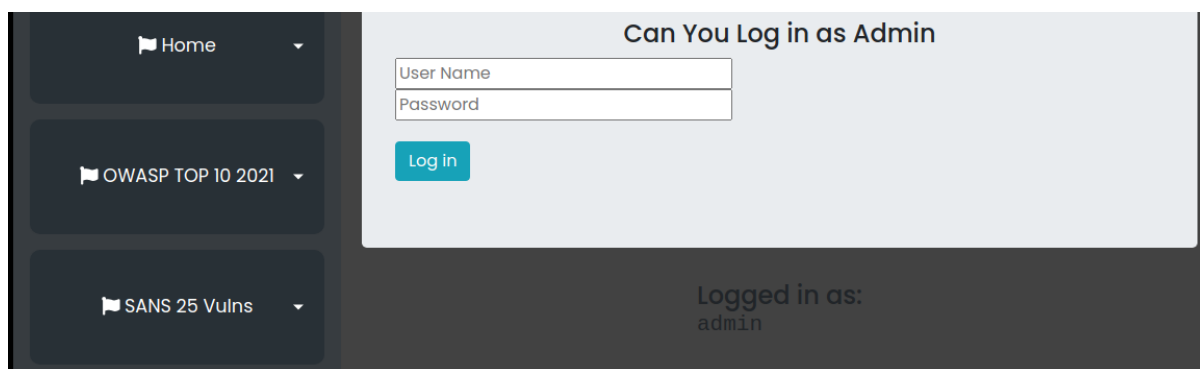 Home
OWASP TOP 10 2021
SANS 25 Vulns
Can You Log in as Admin
User Name
Password
Log in
Logged in as:
admin